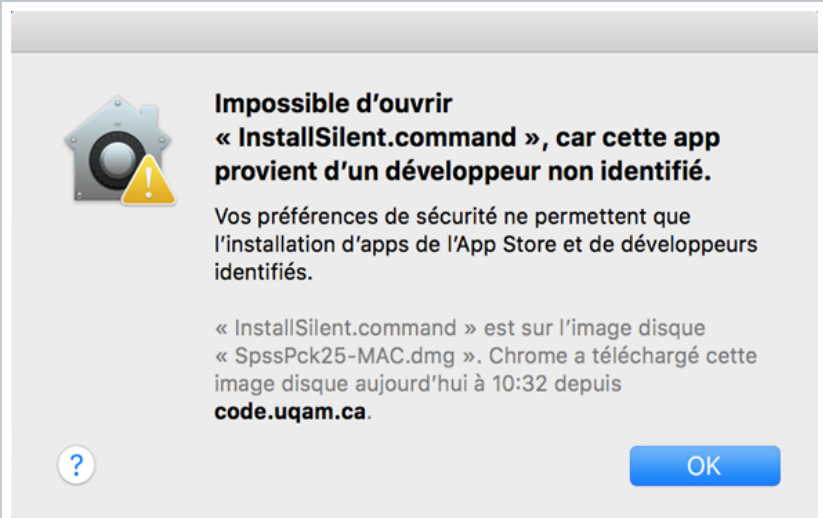 Impossible d’ouvrir
« InstallSilent.command », car cette app
provient d’un développeur non identifié.
Vos préférences de sécurité ne permettent que
l’installation d’apps de l’App Store et de développeurs
identifiés.
« InstallSilent.command » est sur l’image disque
« SpssPck25-MAC.dmg ». Chrome a téléchargé cette
image disque aujourd’hui à 10:32 depuis
code.uqam.ca.
?
OK